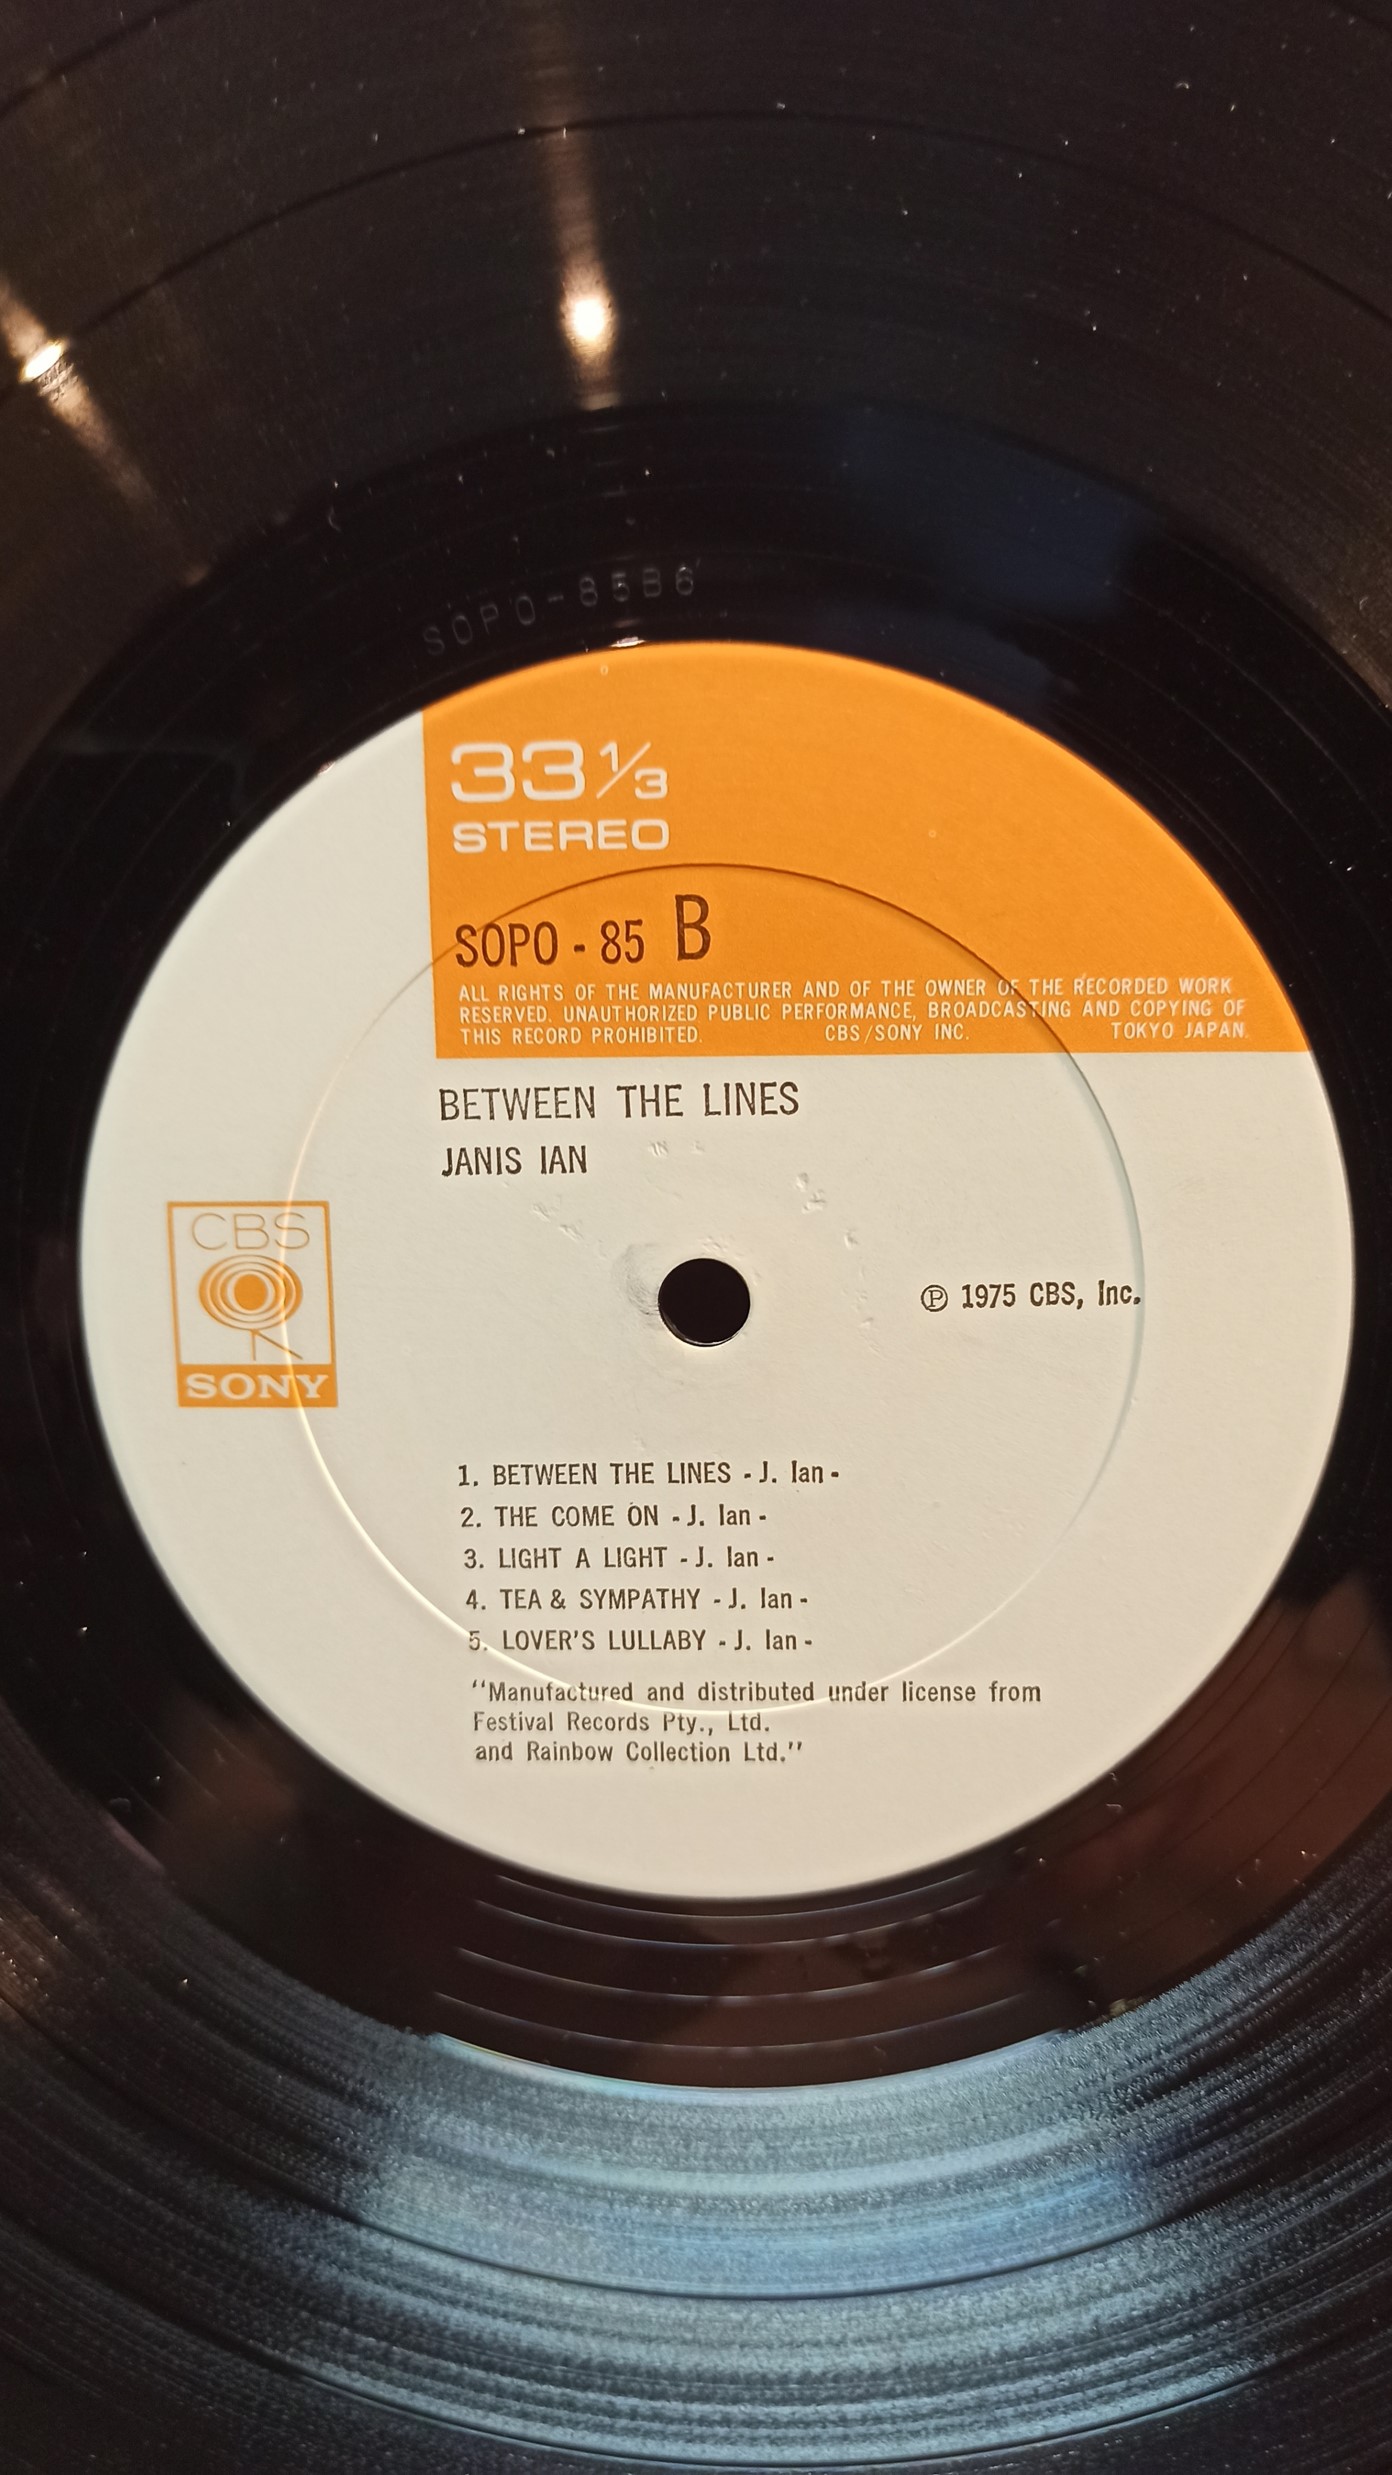 SOPO-85B6
33 1/3
STEREO
SOPO - 85 B
ALL RIGHTS OF THE MANUFACTURER AND OF THE OWNER OF THE RECORDED WORK
RESERVED. UNAUTHORIZED PUBLIC PERFORMANCE, BROADCASTING AND COPYING OF
THIS RECORD PROHIBITED. CBS/SONY INC. TOKYO JAPAN.
BETWEEN THE LINES
JANIS IAN
CBS
SONY
℗ 1975 CBS, Inc.
1. BETWEEN THE LINES - J. Ian -
2. THE COME ON - J. Ian -
3. LIGHT A LIGHT - J. Ian -
4. TEA & SYMPATHY - J. Ian -
5. LOVER'S LULLABY - J. Ian -
"Manufactured and distributed under license from
Festival Records Pty., Ltd.
and Rainbow Collection Ltd."